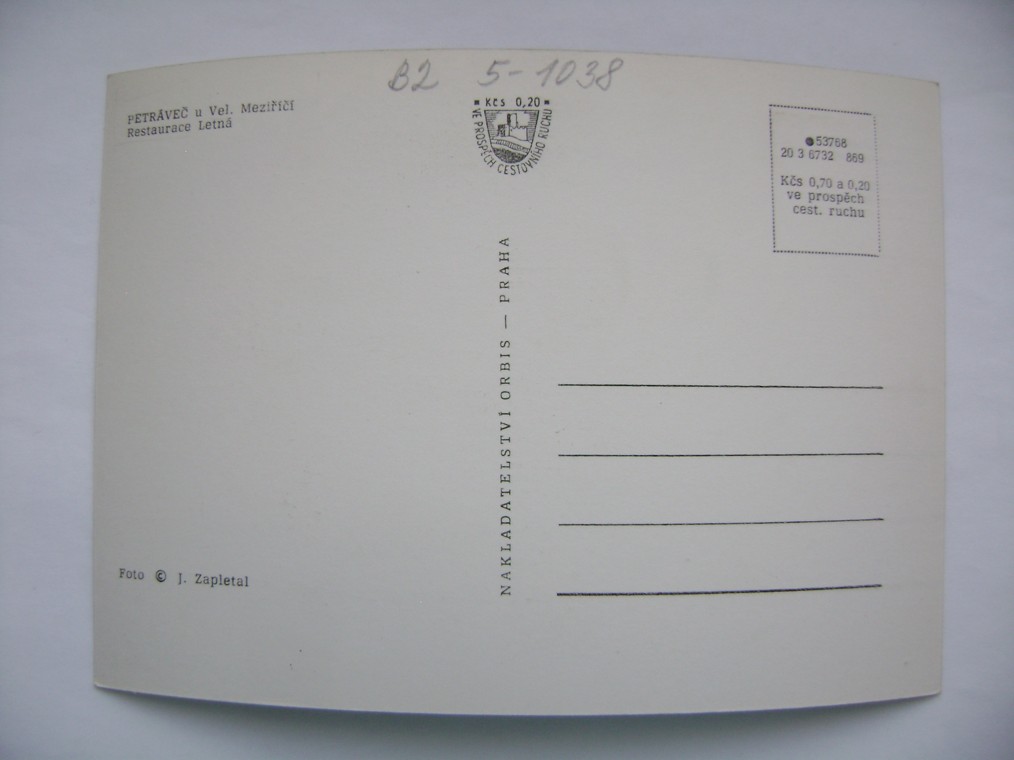 B2 5-1038
PETRÁVEČ u Vel. Meziříčí
Restaurace Letná
Kčs 0,20
VE PROSPĚCH CESTOVNÍHO RUCHU
53768
20 3 6732 869
Kčs 0,70 a 0,20
ve prospěch
cest. ruchu
NAKLADATELSTVÍ ORBIS — PRAHA
Foto © J. Zapletal